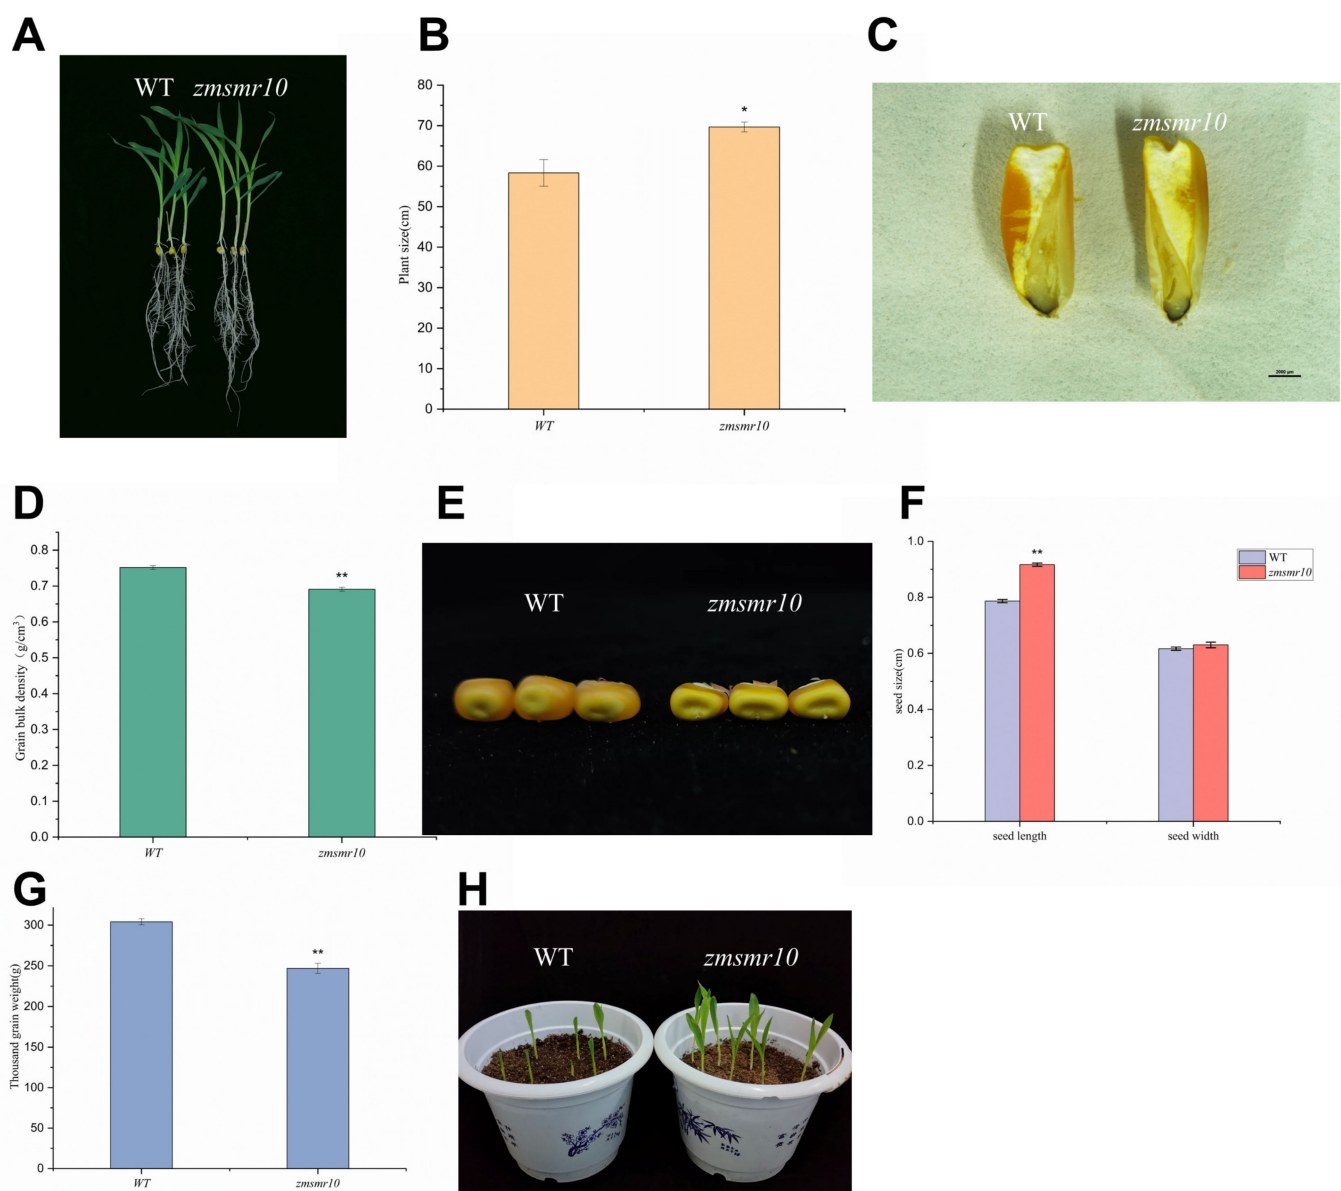 A
WT zmsmr10
B
80
70
60
50
40
30
20
10
0
Plant size(cm)
*
WT zmsmr10
C
WT zmsmr10
2000 μm
D
0.8
0.7
0.6
0.5
0.4
0.3
0.2
0.1
0.0
Grain bulk density（g/cm³）
**
WT zmsmr10
E
WT zmsmr10
F
1.0
0.8
0.6
0.4
0.2
0.0
seed size(cm)
**
WT
zmsmr10
seed length seed width
G
300
250
200
150
100
50
0
Thousand grain weight(g)
**
WT zmsmr10
H
WT zmsmr10